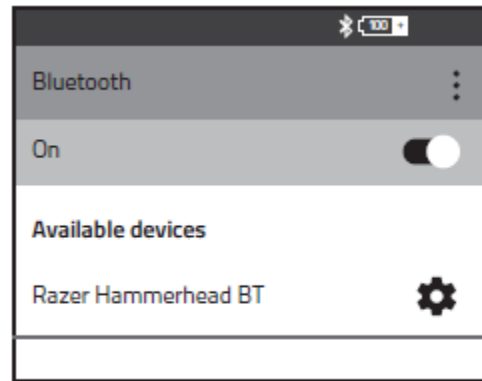 100 +
Bluetooth
On
Available devices
Razer Hammerhead BT